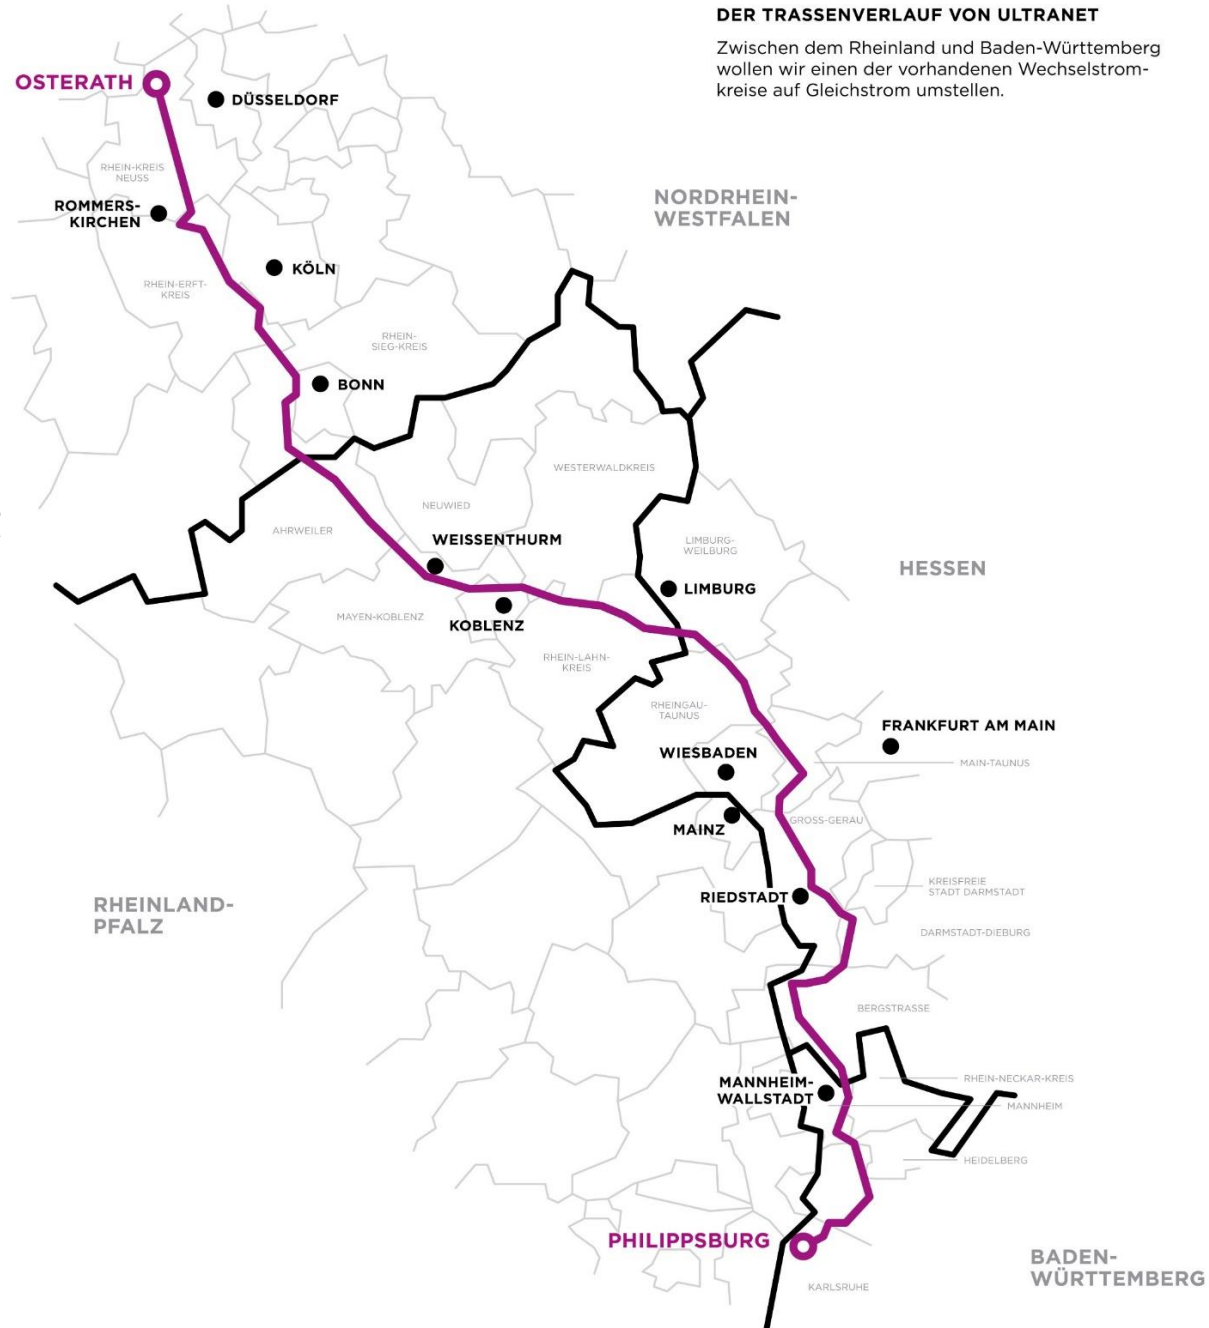 DER TRASSENVERLAUF VON ULTRANET
Zwischen dem Rheinland und Baden-Württemberg
wollen wir einen der vorhandenen Wechselstrom-
kreise auf Gleichstrom umstellen.
OSTERATH
DÜSSELDORF
RHEIN-KREIS
NEUSS
ROMMERS-
KIRCHEN
NORDRHEIN-
WESTFALEN
KÖLN
RHEIN-ERFT-
KREIS
RHEIN-
SIEG-KREIS
BONN
WESTERWALDKREIS
NEUWIED
AHRWEILER
WEISSENTHURM
LIMBURG-
WEILBURG
HESSEN
LIMBURG
MAYEN-KOBLENZ
KOBLENZ
RHEIN-LAHN-
KREIS
RHEINGAU-
TAUNUS
FRANKFURT AM MAIN
WIESBADEN
MAIN-TAUNUS
MAINZ
GROSS-GERAU
KREISFREIE
STADT DARMSTADT
RIEDSTADT
RHEINLAND-
PFALZ
DARMSTADT-DIEBURG
BERGSTRASSE
RHEIN-NECKAR-KREIS
MANNHEIM-
WALLSTADT
MANNHEIM
HEIDELBERG
PHILIPPSBURG
BADEN-
WÜRTTEMBERG
KARLSRUHE